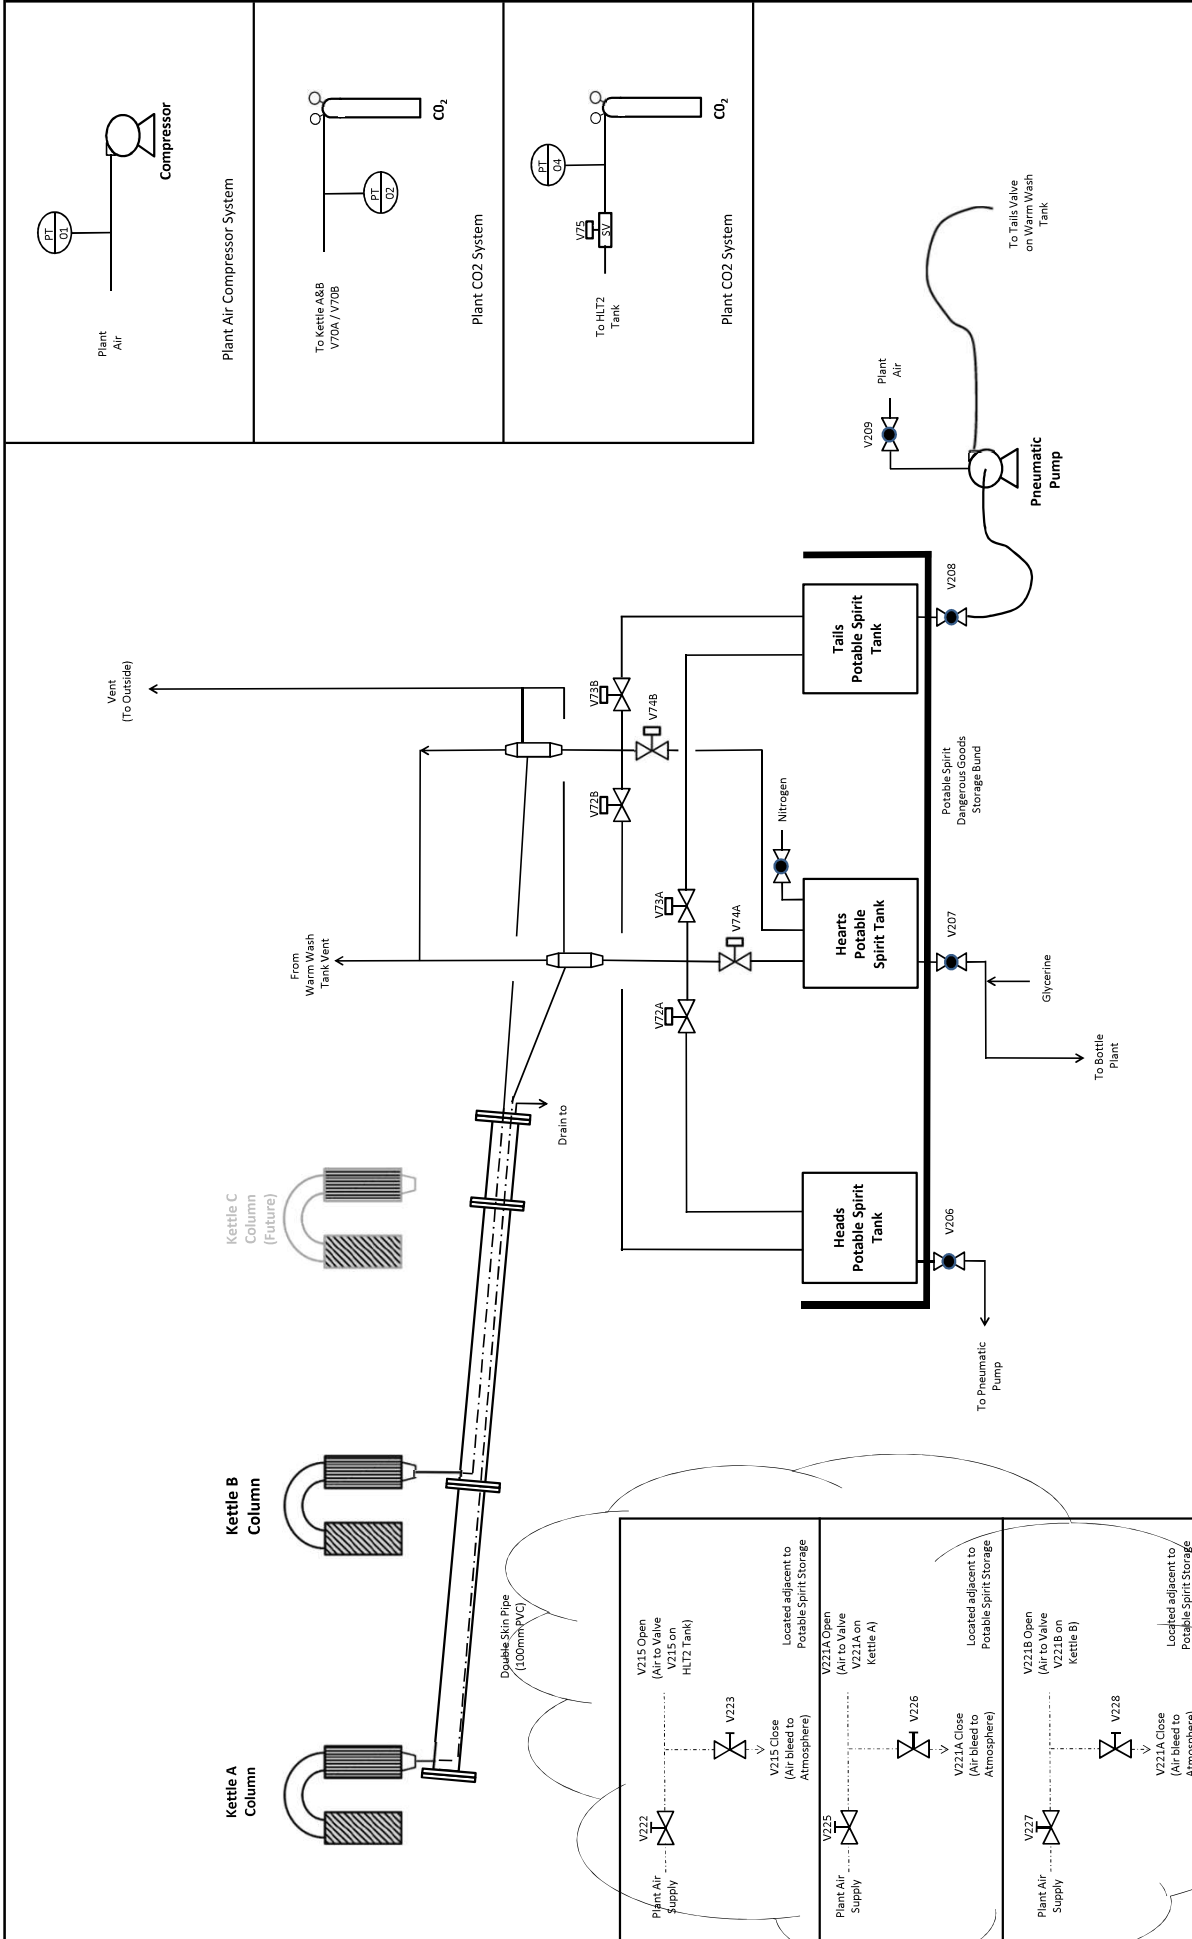 Kettle A
Column
Kettle B
Column
Kettle C
Column
(Future)
Double Skin Pipe
(100mm PVC)
Drain to
From
Warm Wash
Tank Vent
Vent
(To Outside)
V72A
V73A
V74A
V72B
V73B
V74B
Nitrogen
Heads
Potable Spirit
Tank
Hearts
Potable
Spirit Tank
Tails
Potable Spirit
Tank
V206
V207
V208
To Pneumatic
Pump
Glycerine
To Bottle
Plant
Potable Spirit
Dangerous Goods
Storage Bund
Pneumatic
Pump
V209
Plant
Air
To Tails Valve
on Warm Wash
Tank
Plant
Air
PT
01
Compressor
Plant Air Compressor System
To Kettle A&B
V70A / V70B
PT
02
C0₂
Plant CO2 System
To HLT2
Tank
V75
SV
PT
04
C0₂
Plant CO2 System
Plant Air
Supply
V222
V215 Open
(Air to Valve
V215 on
HLT2 Tank)
V223
V215 Close
(Air bleed to
Atmosphere)
Located adjacent to
Potable Spirit Storage
Plant Air
Supply
V225
V221A Open
(Air to Valve
V221A on
Kettle A)
V226
V221A Close
(Air bleed to
Atmosphere)
Located adjacent to
Potable Spirit Storage
Plant Air
Supply
V227
V221B Open
(Air to Valve
V221B on
Kettle B)
V228
V221A Close
(Air bleed to
Atmosphere)
Located adjacent to
Potable Spirit Storage